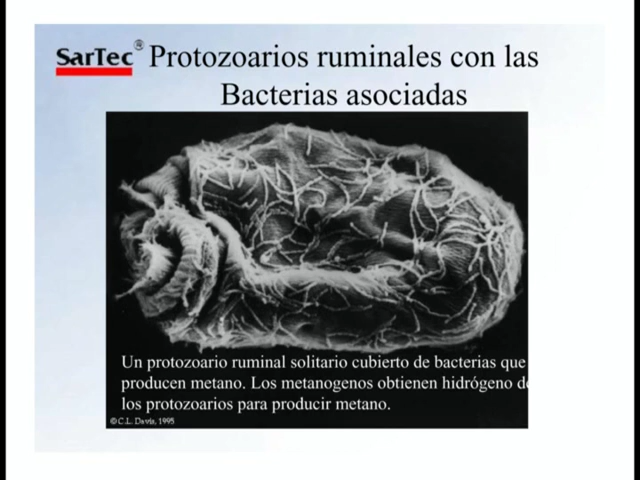 SarTec® Protozoarios ruminales con las
Bacterias asociadas
Un protozoario ruminal solitario cubierto de bacterias que
producen metano. Los metanogenos obtienen hidrógeno de
los protozoarios para producir metano.
© C.L. Davis, 1995